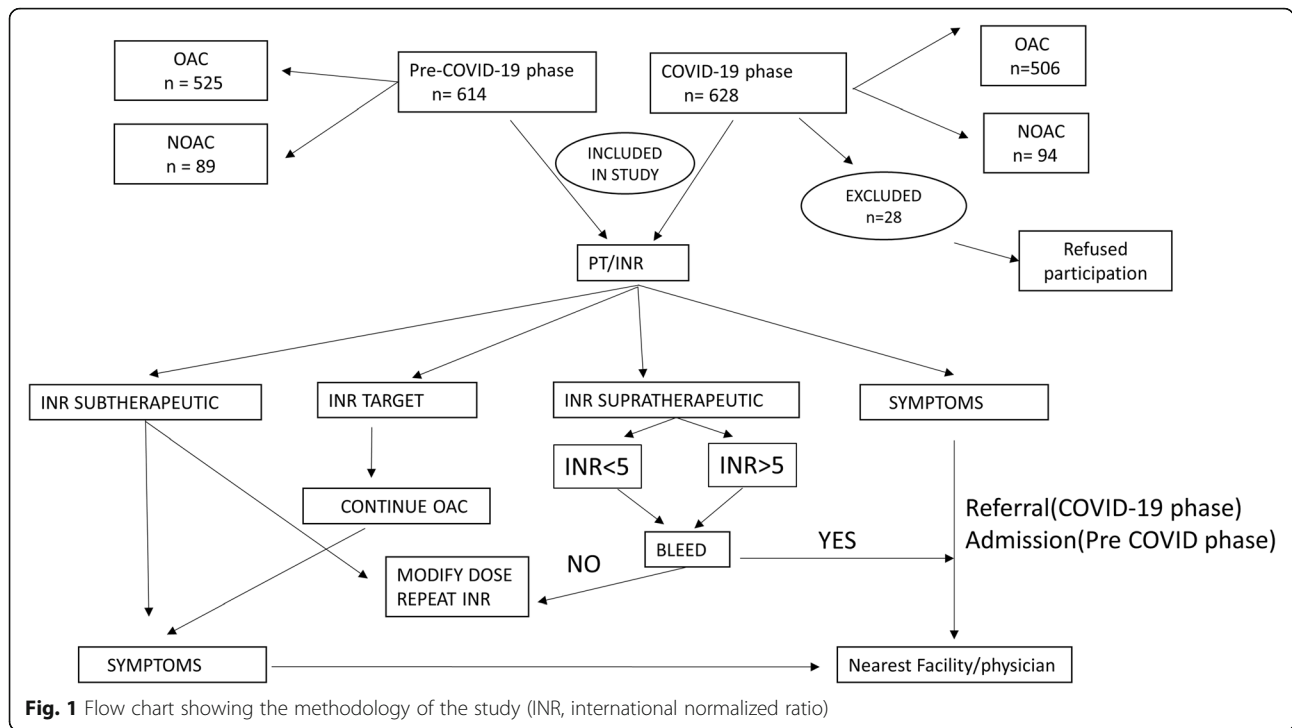 OAC
n = 525
Pre-COVID-19 phase
n= 614
COVID-19 phase
n= 628
OAC
n=506
NOAC
n = 89
NOAC
n= 94
INCLUDED
IN STUDY
EXCLUDED
n=28
Refused
participation
PT/INR
INR SUBTHERAPEUTIC
INR TARGET
INR SUPRATHERAPEUTIC
SYMPTOMS
INR<5
INR>5
CONTINUE OAC
Referral(COVID-19 phase)
Admission(Pre COVID phase)
BLEED
YES
NO
MODIFY DOSE
REPEAT INR
SYMPTOMS
Nearest Facility/physician
Fig. 1 Flow chart showing the methodology of the study (INR, international normalized ratio)